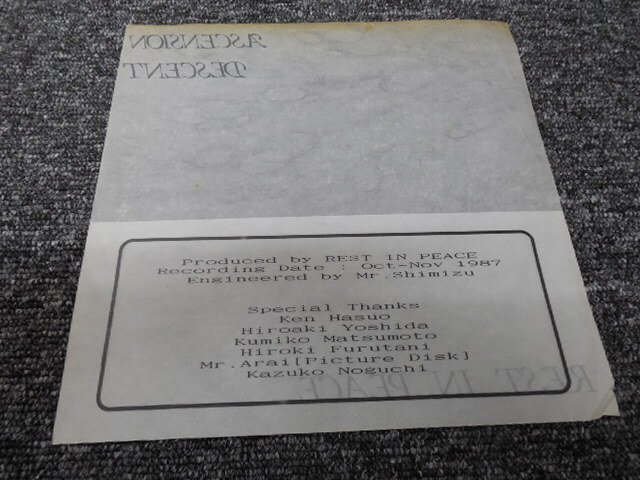 ASCENSION
DESCENT
Produced by REST IN PEACE
Recording Date : Oct-Nov 1987
Engineered by Mr.Shimizu
Special Thanks
Ken Hasuo
Hiroaki Yoshida
Kumiko Matsumoto
Hiroki Furutani
Mr.Arai[Picture Disk]
Kazuko Noguchi
REST IN PEACE